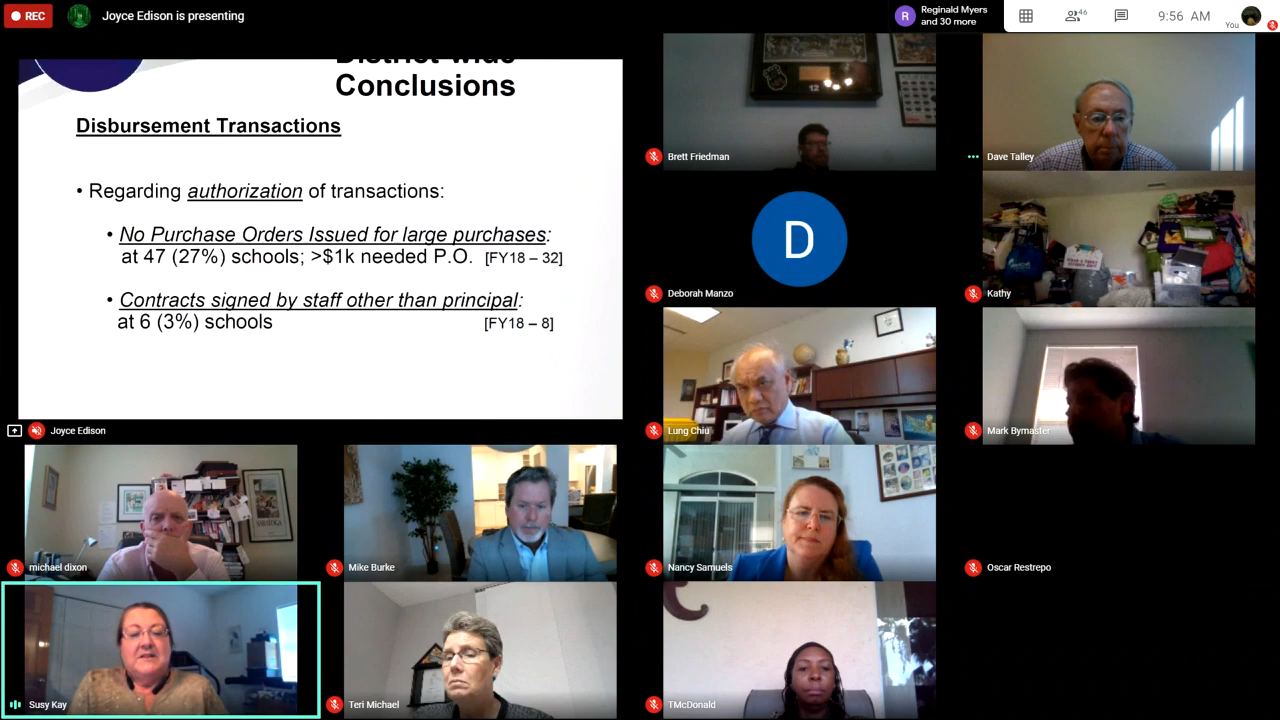 REC
Joyce Edison is presenting
R
Reginald Myers
and 30 more
46
9:56 AM
You
District-wide
Conclusions
Disbursement Transactions
• Regarding authorization of transactions:
• No Purchase Orders Issued for large purchases:
at 47 (27%) schools; >$1k needed P.O. [FY18 – 32]
• Contracts signed by staff other than principal:
at 6 (3%) schools [FY18 – 8]
Joyce Edison
12
Brett Friedman
Dave Talley
D
Deborah Manzo
Kathy
Lung Chiu
Mark Bymaster
michael dixon
Mike Burke
Nancy Samuels
Oscar Restrepo
Susy Kay
Teri Michael
TMcDonald